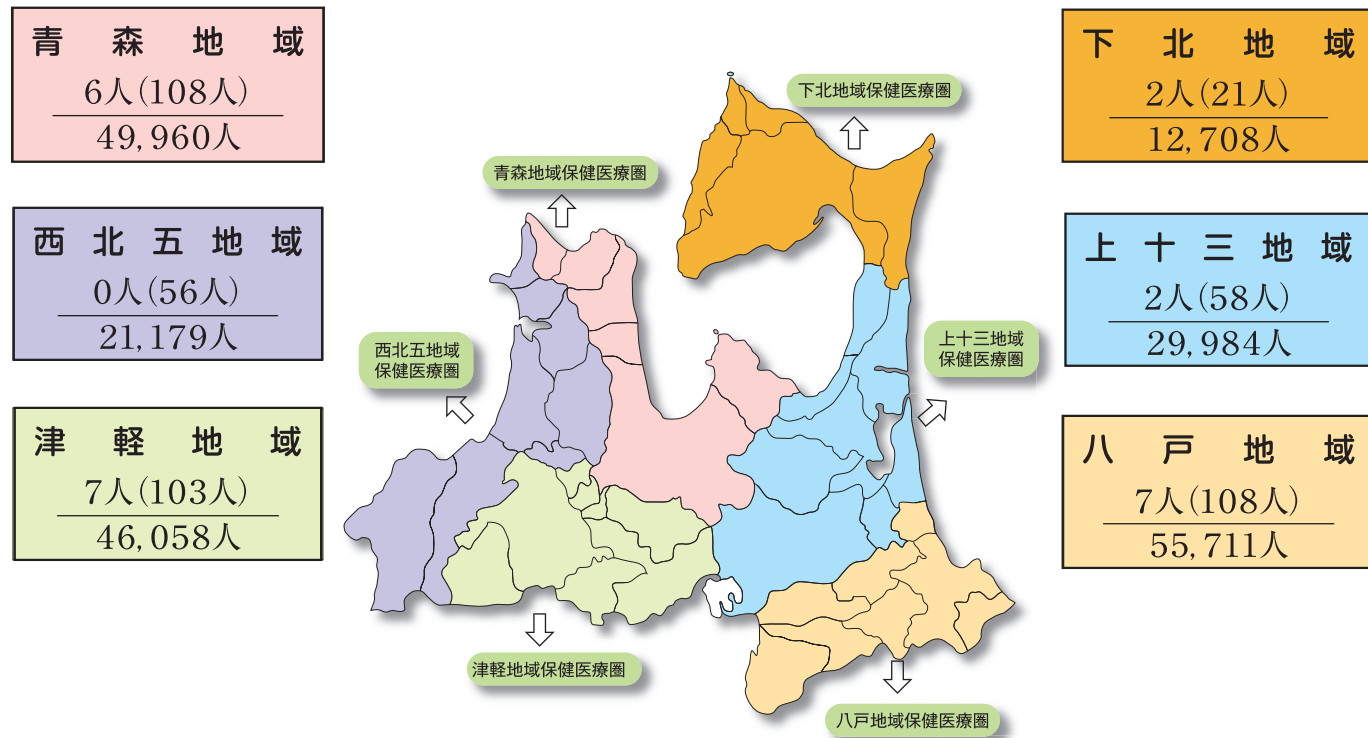 青森地域
6人(108人)
49,960人
西北五地域
0人(56人)
21,179人
津軽地域
7人(103人)
46,058人
下北地域保健医療圏
青森地域保健医療圏
西北五地域
保健医療圏
上十三地域
保健医療圏
津軽地域保健医療圏
八戸地域保健医療圏
下北地域
2人(21人)
12,708人
上十三地域
2人(58人)
29,984人
八戸地域
7人(108人)
55,711人